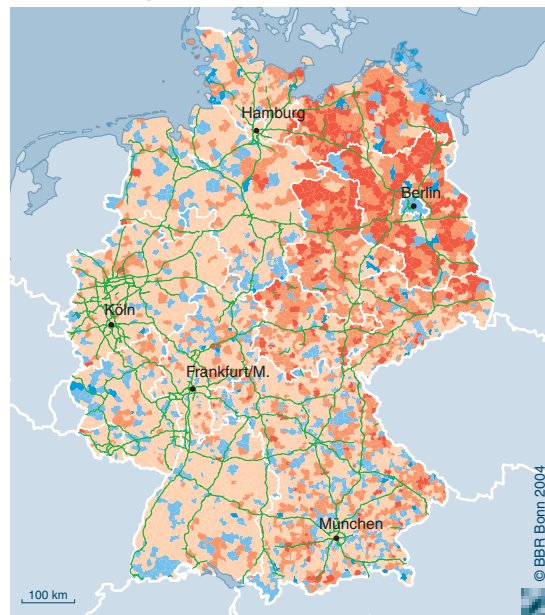 Hamburg
Berlin
Köln
Frankfurt/M.
München
100 km
© BBR Bonn 2004